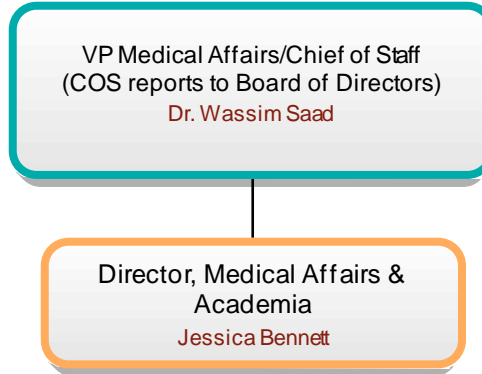 VP Medical Affairs/Chief of Staff
(COS reports to Board of Directors)
Dr. Wassim Saad
Director, Medical Affairs &
Academia
Jessica Bennett